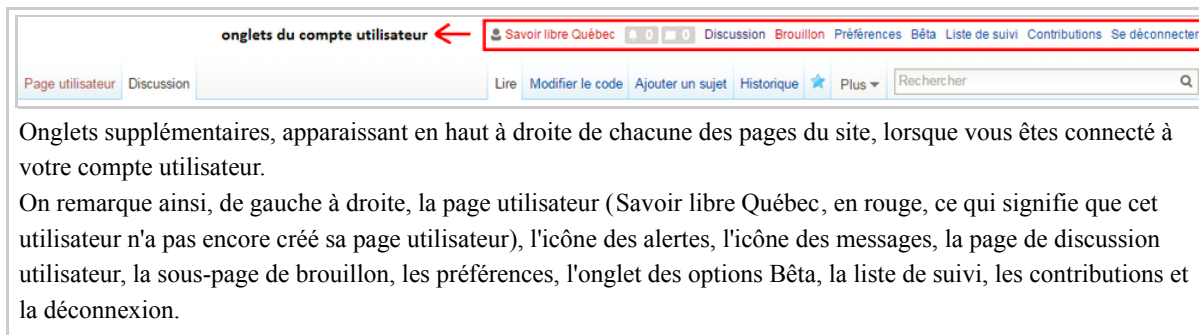 onglets du compte utilisateur
Savoir libre Québec 0 0 Discussion Brouillon Préférences Bêta Liste de suivi Contributions Se déconnecter
Page utilisateur Discussion Lire Modifier le code Ajouter un sujet Historique Plus Rechercher
Onglets supplémentaires, apparaissant en haut à droite de chacune des pages du site, lorsque vous êtes connecté à
votre compte utilisateur.
On remarque ainsi, de gauche à droite, la page utilisateur (Savoir libre Québec, en rouge, ce qui signifie que cet
utilisateur n'a pas encore créé sa page utilisateur), l'icône des alertes, l'icône des messages, la page de discussion
utilisateur, la sous-page de brouillon, les préférences, l'onglet des options Bêta, la liste de suivi, les contributions et
la déconnexion.